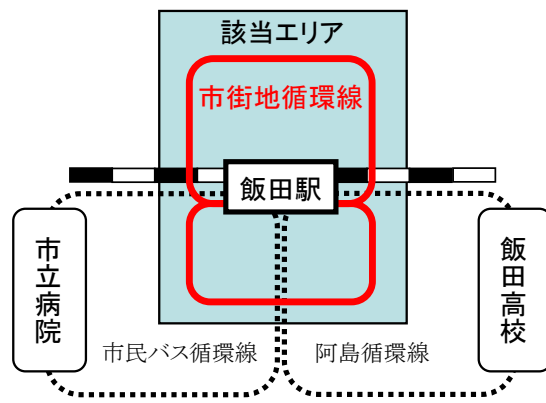 該当エリア
市街地循環線
飯田駅
市立病院
飯田高校
市民バス循環線
阿島循環線